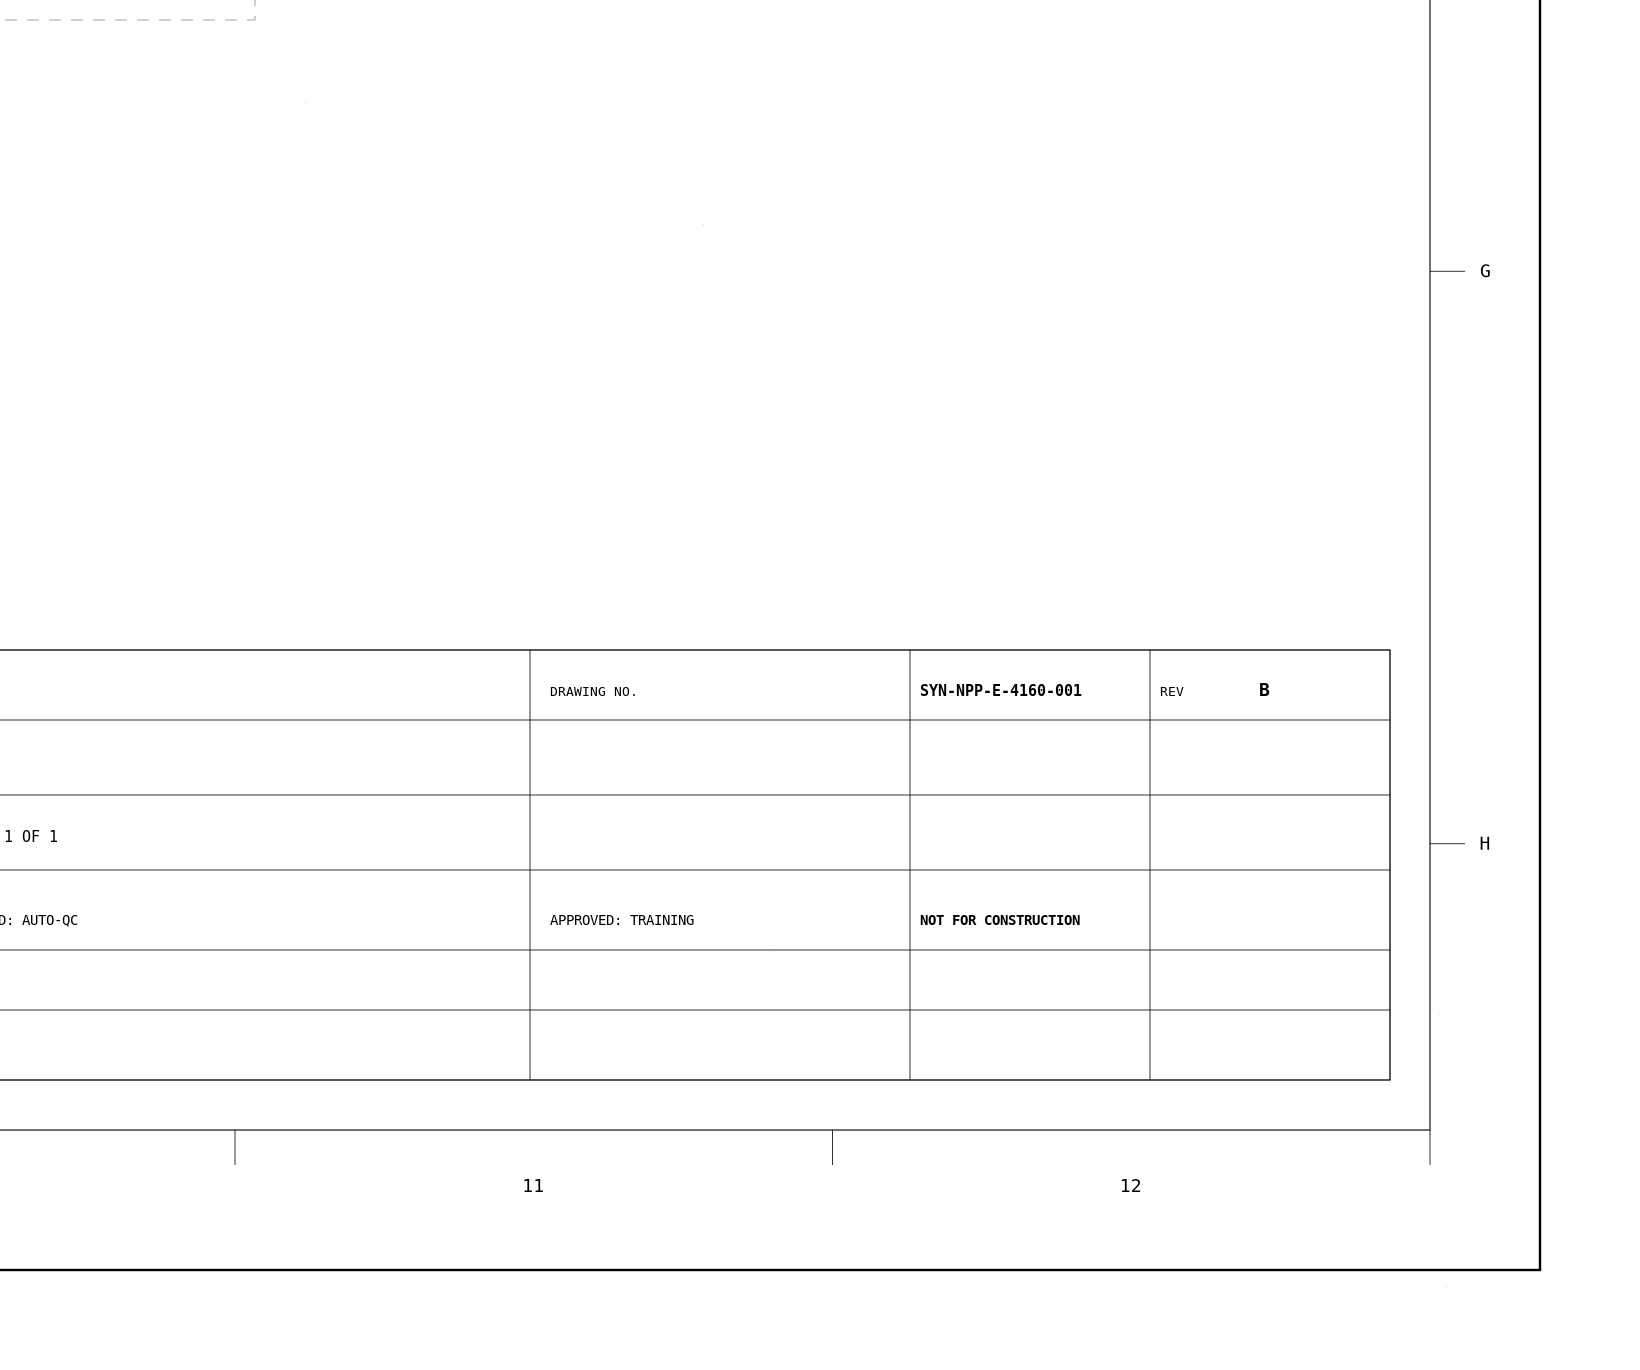 G
DRAWING NO. SYN-NPP-E-4160-001 REV B
1 OF 1
H
D: AUTO-QC APPROVED: TRAINING NOT FOR CONSTRUCTION
11 12